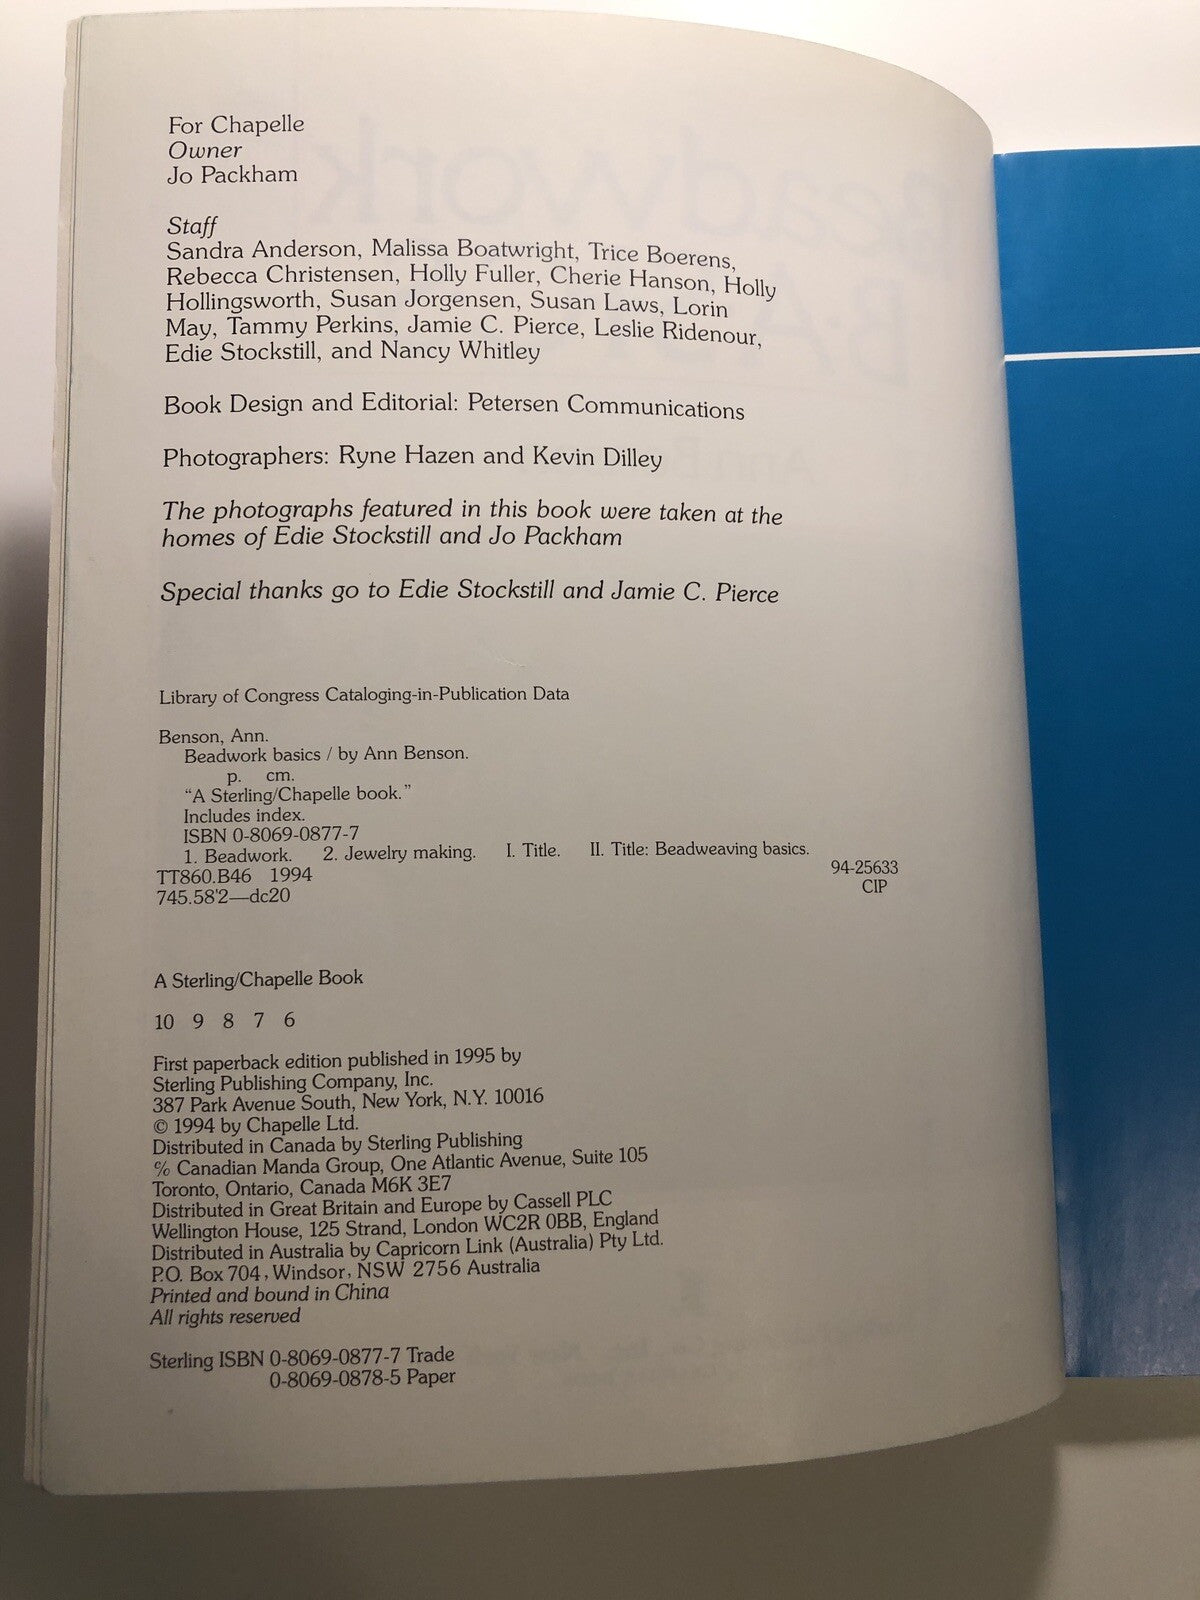 For Chapelle
Owner
Jo Packham
Staff
Sandra Anderson, Malissa Boatwright, Trice Boerens,
Rebecca Christensen, Holly Fuller, Cherie Hanson, Holly
Hollingsworth, Susan Jorgensen, Susan Laws, Lorin
May, Tammy Perkins, Jamie C. Pierce, Leslie Ridenour,
Edie Stockstill, and Nancy Whitley
Book Design and Editorial: Petersen Communications
Photographers: Ryne Hazen and Kevin Dilley
The photographs featured in this book were taken at the
homes of Edie Stockstill and Jo Packham
Special thanks go to Edie Stockstill and Jamie C. Pierce
Library of Congress Cataloging-in-Publication Data
Benson, Ann.
Beadwork basics / by Ann Benson.
p. cm.
“A Sterling/Chapelle book.”
Includes index.
ISBN 0-8069-0877-7
1. Beadwork. 2. Jewelry making. I. Title. II. Title: Beadweaving basics.
TT860.B46 1994 94-25633
745.58'2—dc20 CIP
A Sterling/Chapelle Book
10 9 8 7 6
First paperback edition published in 1995 by
Sterling Publishing Company, Inc.
387 Park Avenue South, New York, N.Y. 10016
© 1994 by Chapelle Ltd.
Distributed in Canada by Sterling Publishing
℅ Canadian Manda Group, One Atlantic Avenue, Suite 105
Toronto, Ontario, Canada M6K 3E7
Distributed in Great Britain and Europe by Cassell PLC
Wellington House, 125 Strand, London WC2R 0BB, England
Distributed in Australia by Capricorn Link (Australia) Pty Ltd.
P.O. Box 704, Windsor, NSW 2756 Australia
Printed and bound in China
All rights reserved
Sterling ISBN 0-8069-0877-7 Trade
0-8069-0878-5 Paper